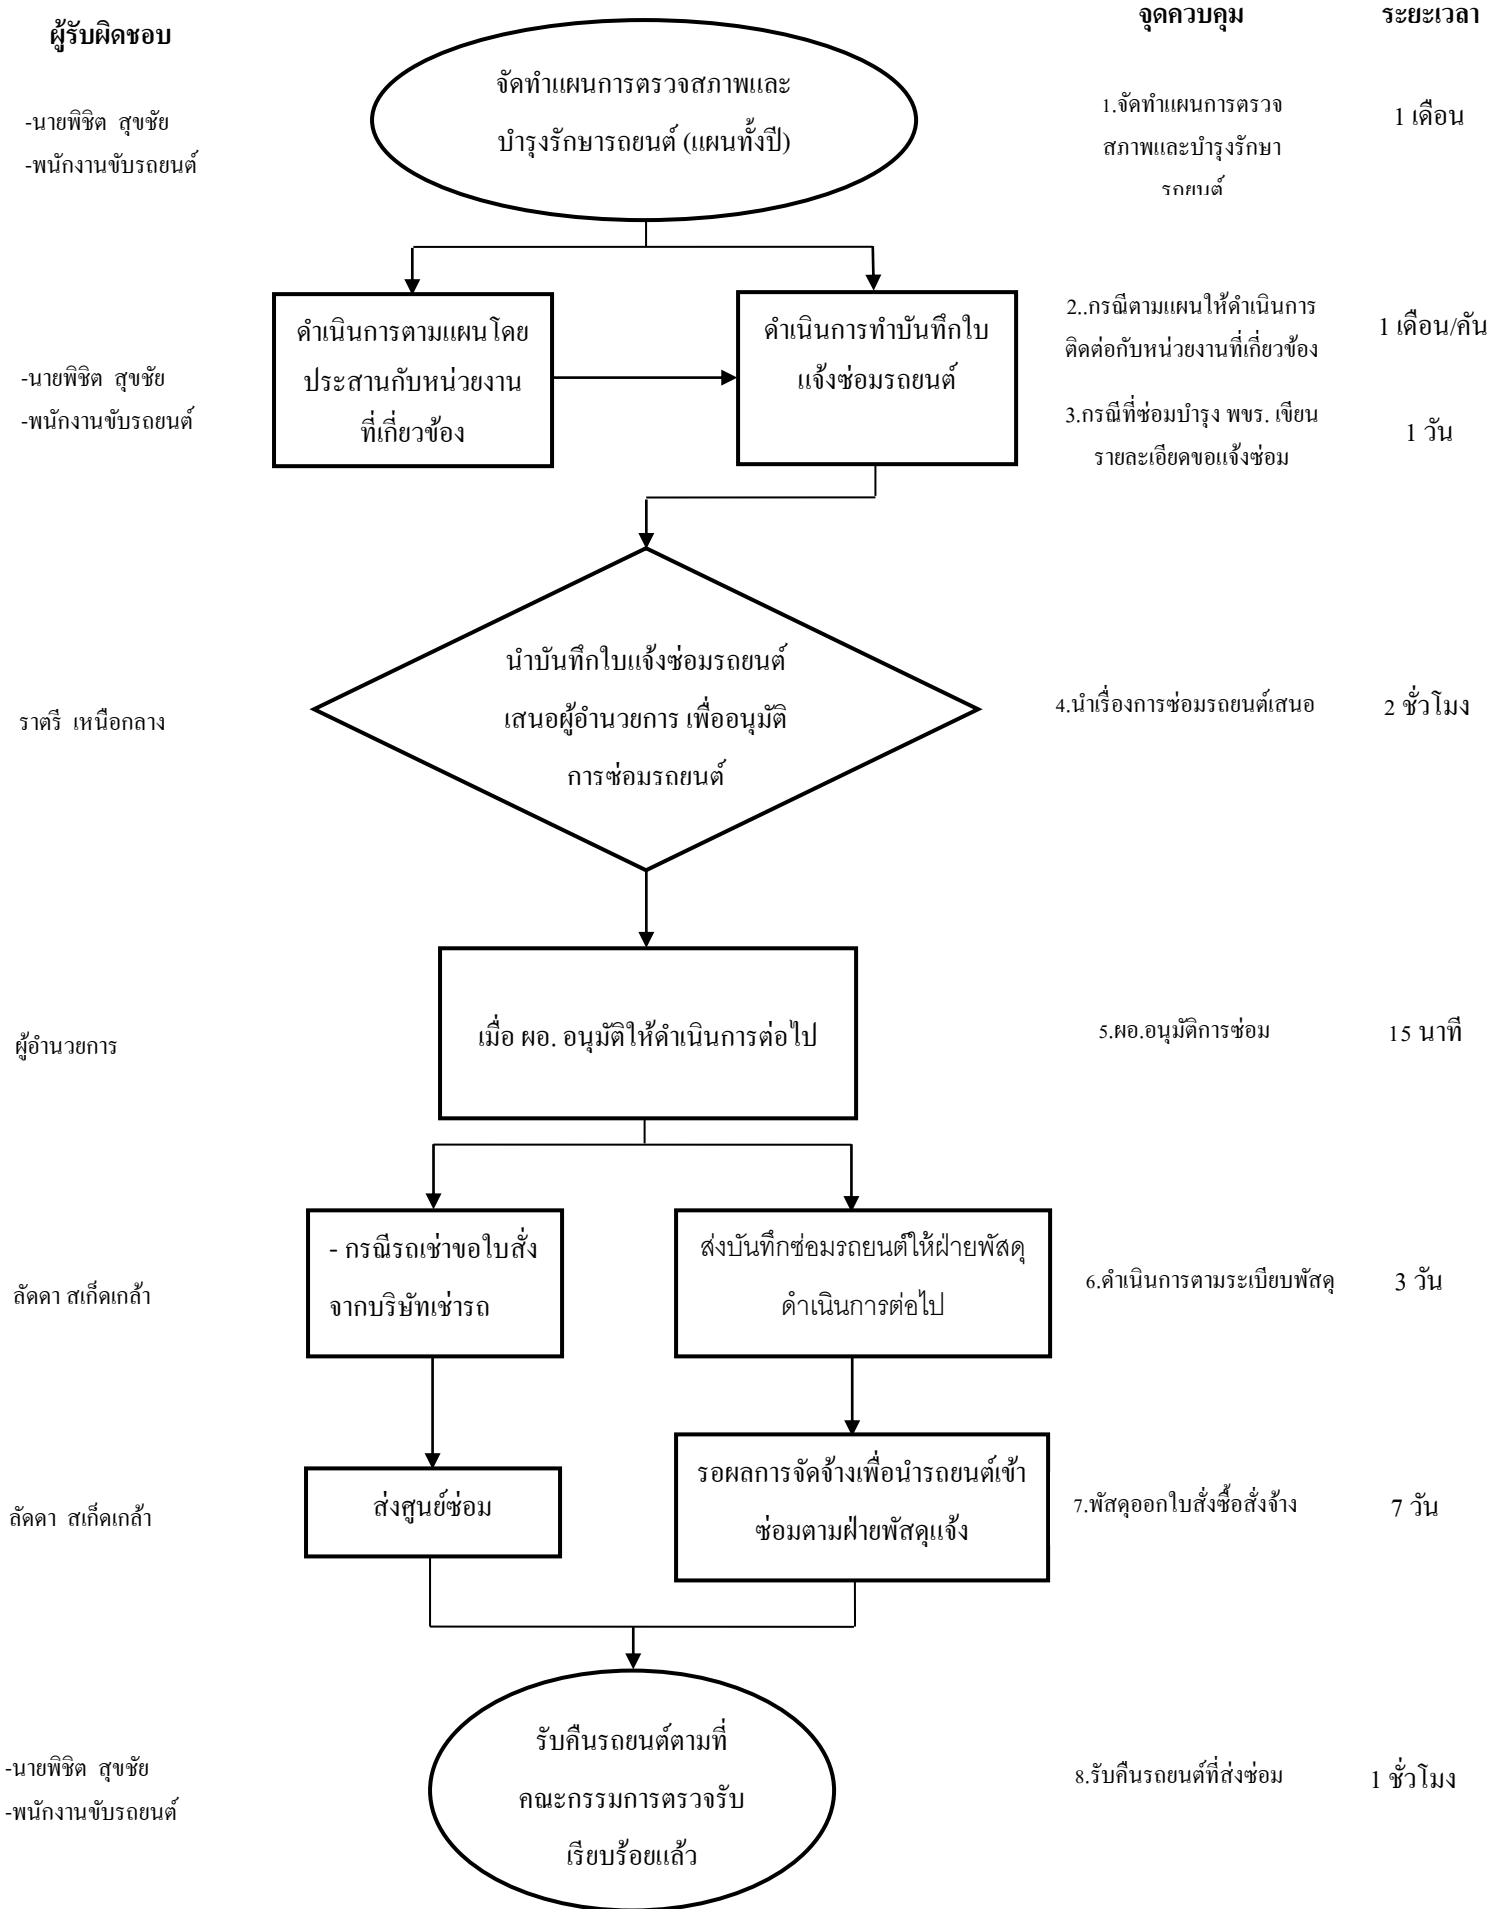 ผู้รับผิดชอบ
จุดควบคุม
ระยะเวลา
-นายพิชิต สุขชัย
-พนักงานขับรถยนต์
จัดทำแผนการตรวจสภาพและ
บำรุงรักษารถยนต์ (แผนทั้งปี)
1.จัดทำแผนการตรวจ
สภาพและบำรุงรักษา
รถยนต์
1 เดือน
-นายพิชิต สุขชัย
-พนักงานขับรถยนต์
ดำเนินการตามแผนโดย
ประสานกับหน่วยงาน
ที่เกี่ยวข้อง
ดำเนินการทำบันทึกใบ
แจ้งซ่อมรถยนต์
2..กรณีตามแผนให้ดำเนินการ
ติดต่อกับหน่วยงานที่เกี่ยวข้อง
1 เดือน/คัน
3.กรณีที่ซ่อมบำรุง พขร. เขียน
รายละเอียดขอแจ้งซ่อม
1 วัน
ราตรี เหนือกลาง
นำบันทึกใบแจ้งซ่อมรถยนต์
เสนอผู้อำนวยการ เพื่ออนุมัติ
การซ่อมรถยนต์
4.นำเรื่องการซ่อมรถยนต์เสนอ
2 ชั่วโมง
ผู้อำนวยการ
เมื่อ ผอ. อนุมัติให้ดำเนินการต่อไป
5.ผอ.อนุมัติการซ่อม
15 นาที
ลัดดา สเก็ดเกล้า
- กรณีรถเช่าขอใบสั่ง
จากบริษัทเช่ารถ
ส่งบันทึกซ่อมรถยนต์ให้ฝ่ายพัสดุ
ดำเนินการต่อไป
6.ดำเนินการตามระเบียบพัสดุ
3 วัน
ลัดดา สเก็ดเกล้า
ส่งศูนย์ซ่อม
รอผลการจัดจ้างเพื่อนำรถยนต์เข้า
ซ่อมตามฝ่ายพัสดุแจ้ง
7.พัสดุออกใบสั่งซื้อสั่งจ้าง
7 วัน
-นายพิชิต สุขชัย
-พนักงานขับรถยนต์
รับคืนรถยนต์ตามที่
คณะกรรมการตรวจรับ
เรียบร้อยแล้ว
8.รับคืนรถยนต์ที่ส่งซ่อม
1 ชั่วโมง